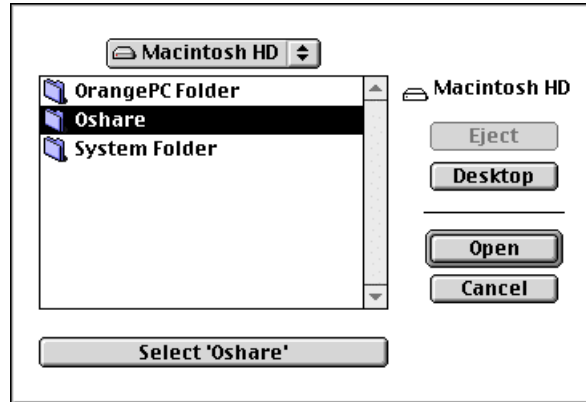 Macintosh HD
OrangePC Folder
Oshare
System Folder
Macintosh HD
Eject
Desktop
Open
Cancel
Select 'Oshare'